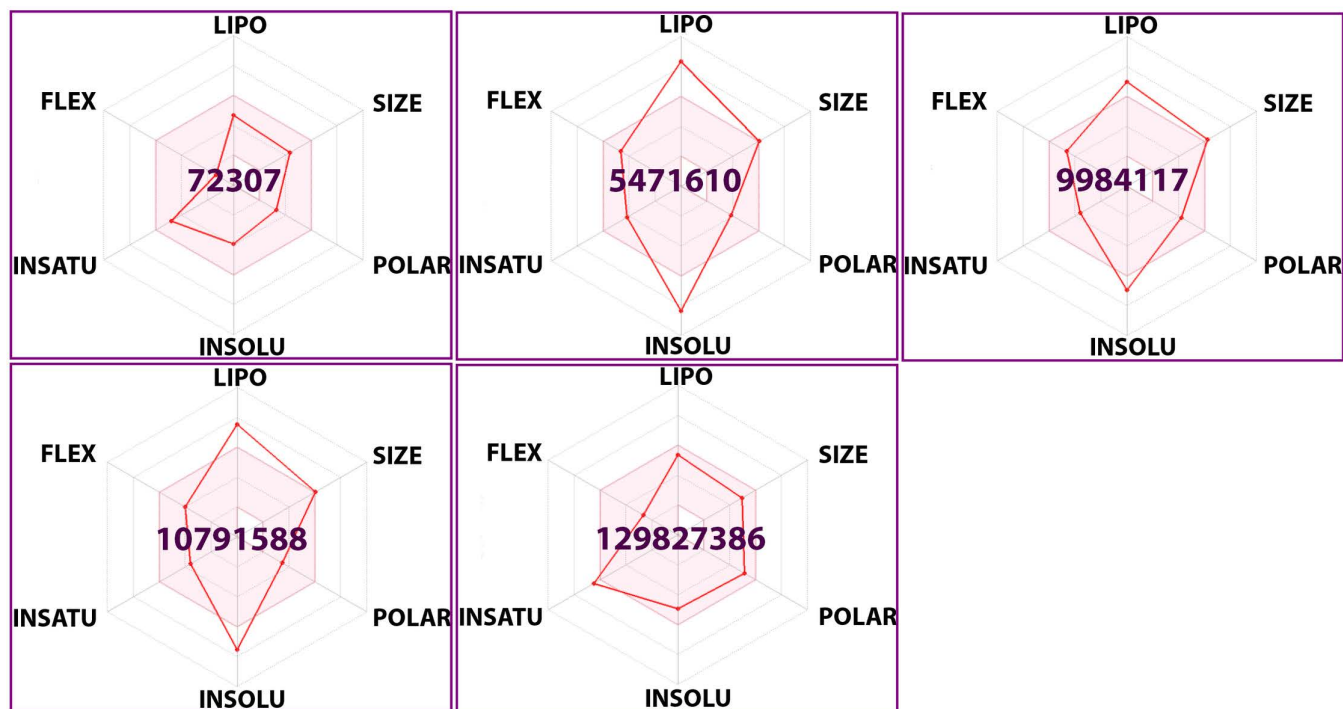 LIPO
FLEX
SIZE
72307
INSATU
POLAR
INSOLU
LIPO
FLEX
SIZE
5471610
INSATU
POLAR
INSOLU
LIPO
FLEX
SIZE
9984117
INSATU
POLAR
INSOLU
LIPO
FLEX
SIZE
10791588
INSATU
POLAR
INSOLU
LIPO
FLEX
SIZE
129827386
INSATU
POLAR
INSOLU